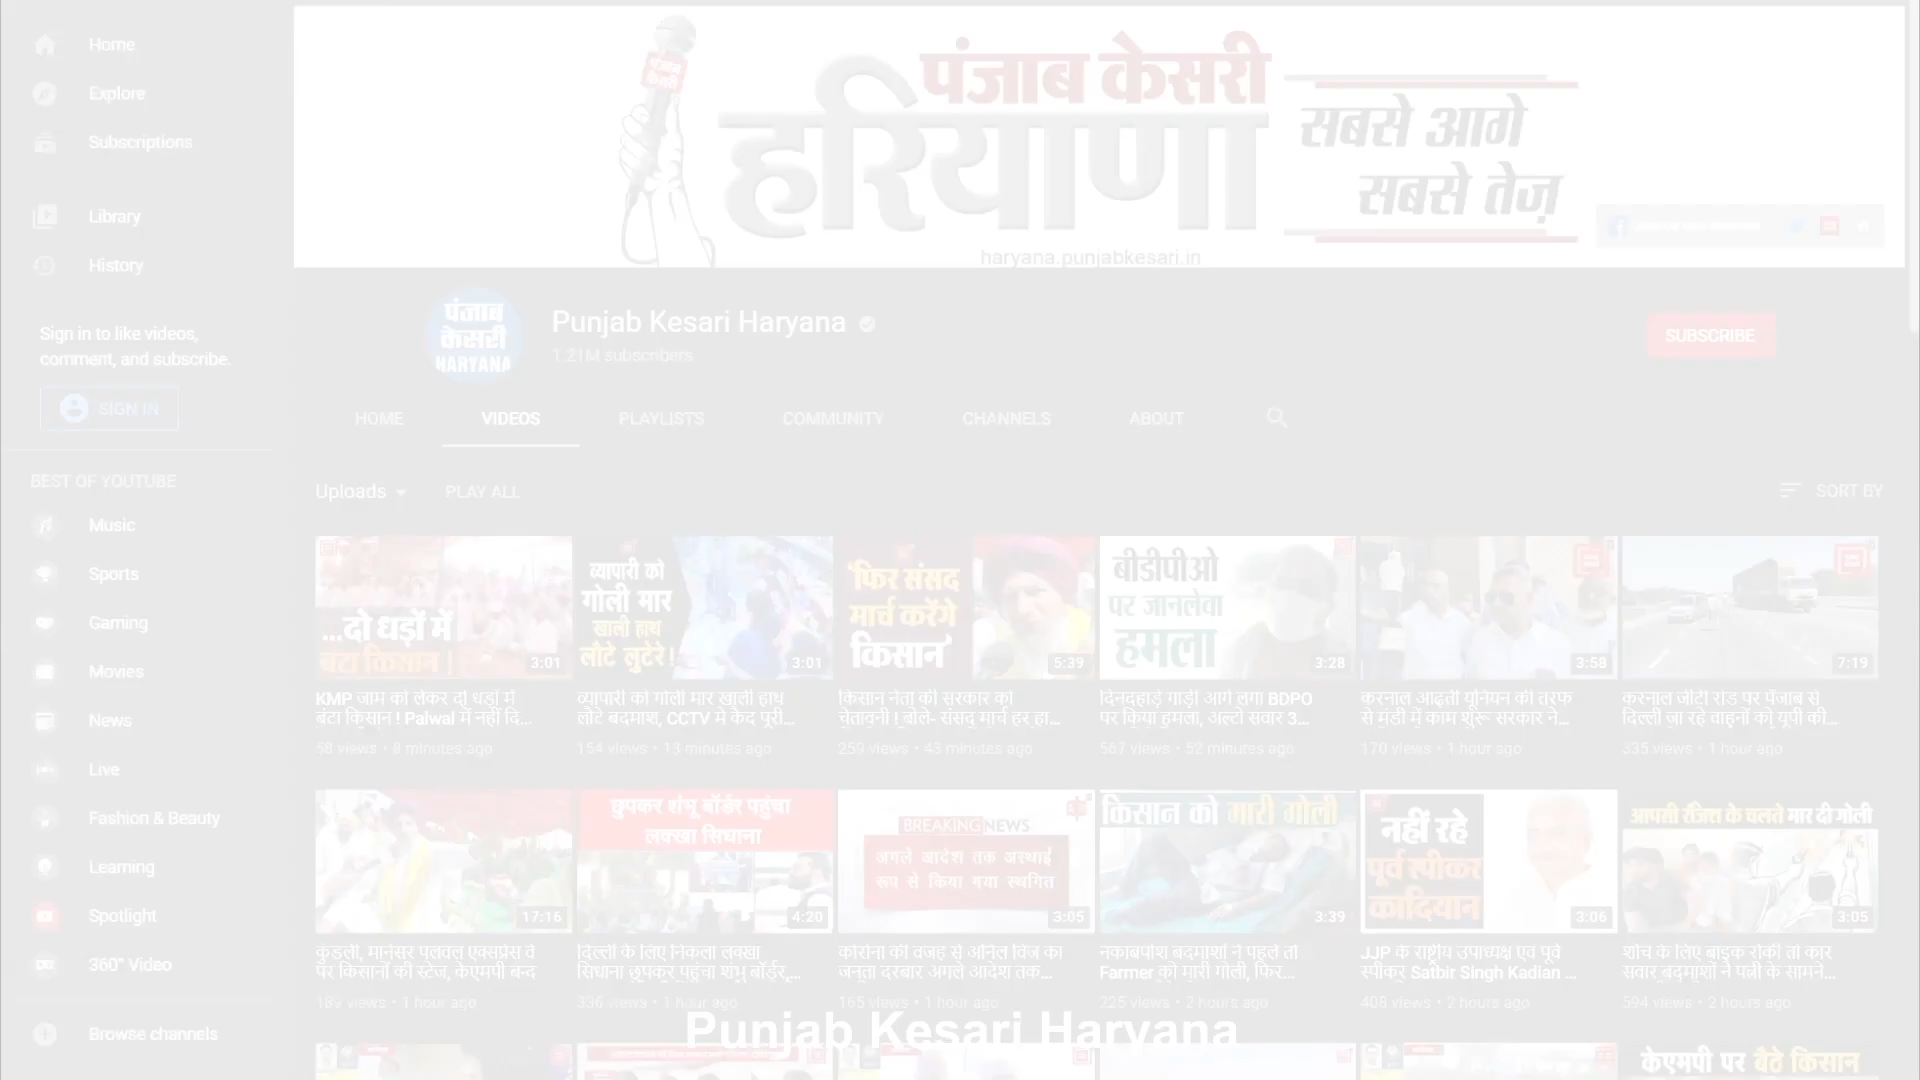 Home
Explore
Subscriptions
Library
History
Sign in to like videos,
comment, and subscribe.
SIGN IN
BEST OF YOUTUBE
Music
Sports
Gaming
Movies
News
Live
Fashion & Beauty
Learning
Spotlight
360° Video
Browse channels
पंजाब केसरी
हरियाणा
सबसे आगे
सबसे तेज़
haryana.punjabkesari.in
पंजाब
केसरी
HARYANA
Punjab Kesari Haryana
1.21M subscribers
SUBSCRIBE
HOME VIDEOS PLAYLISTS COMMUNITY CHANNELS ABOUT
Uploads PLAY ALL SORT BY
...दो धड़ों में
बंटा किसान !
3:01
व्यापारी को
गोली मार
खाली हाथ
लौटे लुटेरे !
3:01
'फिर संसद
मार्च करेंगे
किसान'
5:39
बीडीपीओ
पर जानलेवा
हमला
3:28
3:58
7:19
KMP जाम को लेकर दो धड़ों में
बंटा किसान ! Palwal में नहीं दि...
58 views • 8 minutes ago
व्यापारी को गोली मार खाली हाथ
लौटे बदमाश, CCTV में कैद पूरी...
154 views • 13 minutes ago
किसान नेता की सरकार को
चेतावनी ! बोले- संसद मार्च हर हा...
259 views • 43 minutes ago
दिनदहाड़े गाड़ी आगे लगा BDPO
पर किया हमला, अल्टो सवार 3...
567 views • 52 minutes ago
करनाल आढ़ती यूनियन की तरफ
से मंडी में काम शुरू सरकार ने...
170 views • 1 hour ago
करनाल जीटी रोड पर पंजाब से
दिल्ली जा रहे वाहनों को यूपी की...
335 views • 1 hour ago
17:16
छुपकर शंभू बॉर्डर पहुंचा
लक्खा सिधाना
4:20
BREAKING NEWS
अगले आदेश तक अस्थाई
रूप से किया गया स्थगित
3:05
किसान को मारी गोली
3:39
नहीं रहे
पूर्व स्पीकर
कादियान
3:06
आपसी रंजिश के चलते मार दी गोली
3:05
कुंडली, मानेसर पलवल एक्सप्रेस वे
पर किसानों की स्टेज, केएमपी बन्द
189 views • 1 hour ago
दिल्ली के लिए निकला लक्खा
सिधाना छुपकर पहुंचा शंभू बॉर्डर,...
336 views • 1 hour ago
कोरोना की वजह से अनिल विज का
जनता दरबार अगले आदेश तक...
165 views • 1 hour ago
नकाबपोश बदमाशों ने पहले तो
Farmer को मारी गोली, फिर...
225 views • 2 hours ago
JJP के राष्ट्रीय उपाध्यक्ष एवं पूर्व
स्पीकर Satbir Singh Kadian ...
408 views • 2 hours ago
शौच के लिए बाइक रोकी तो कार
सवार बदमाशों ने पत्नी के सामने...
594 views • 2 hours ago
Punjab Kesari Haryana
केएमपी पर बैठे किसान